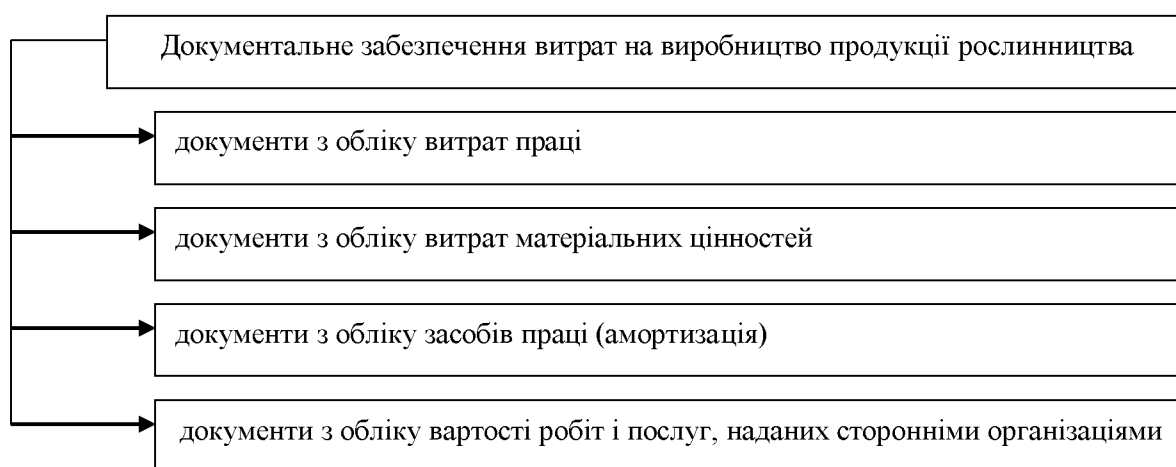 Документальне забезпечення витрат на виробництво продукції рослинництва
документи з обліку витрат праці
документи з обліку витрат матеріальних цінностей
документи з обліку засобів праці (амортизація)
документи з обліку вартості робіт і послуг, наданих сторонніми організаціями